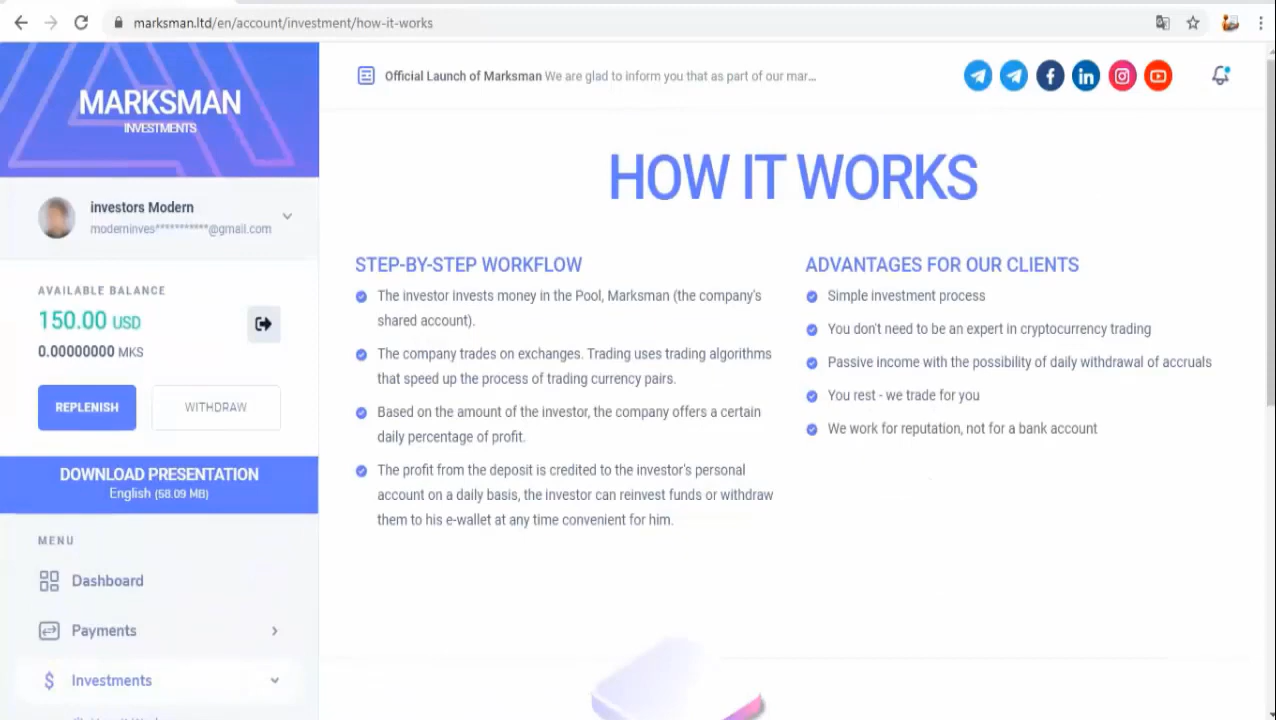 marksman.ltd/en/account/investment/how-it-works
MARKSMAN
INVESTMENTS
investors Modern
moderninves***********@gmail.com
AVAILABLE BALANCE
150.00 USD
0.00000000 MKS
REPLENISH
WITHDRAW
DOWNLOAD PRESENTATION
English (58.09 MB)
MENU
Dashboard
Payments
Investments
Official Launch of Marksman We are glad to inform you that as part of our mar...
HOW IT WORKS
STEP-BY-STEP WORKFLOW
The investor invests money in the Pool, Marksman (the company's
shared account).
The company trades on exchanges. Trading uses trading algorithms
that speed up the process of trading currency pairs.
Based on the amount of the investor, the company offers a certain
daily percentage of profit.
The profit from the deposit is credited to the investor's personal
account on a daily basis, the investor can reinvest funds or withdraw
them to his e-wallet at any time convenient for him.
ADVANTAGES FOR OUR CLIENTS
Simple investment process
You don't need to be an expert in cryptocurrency trading
Passive income with the possibility of daily withdrawal of accruals
You rest - we trade for you
We work for reputation, not for a bank account